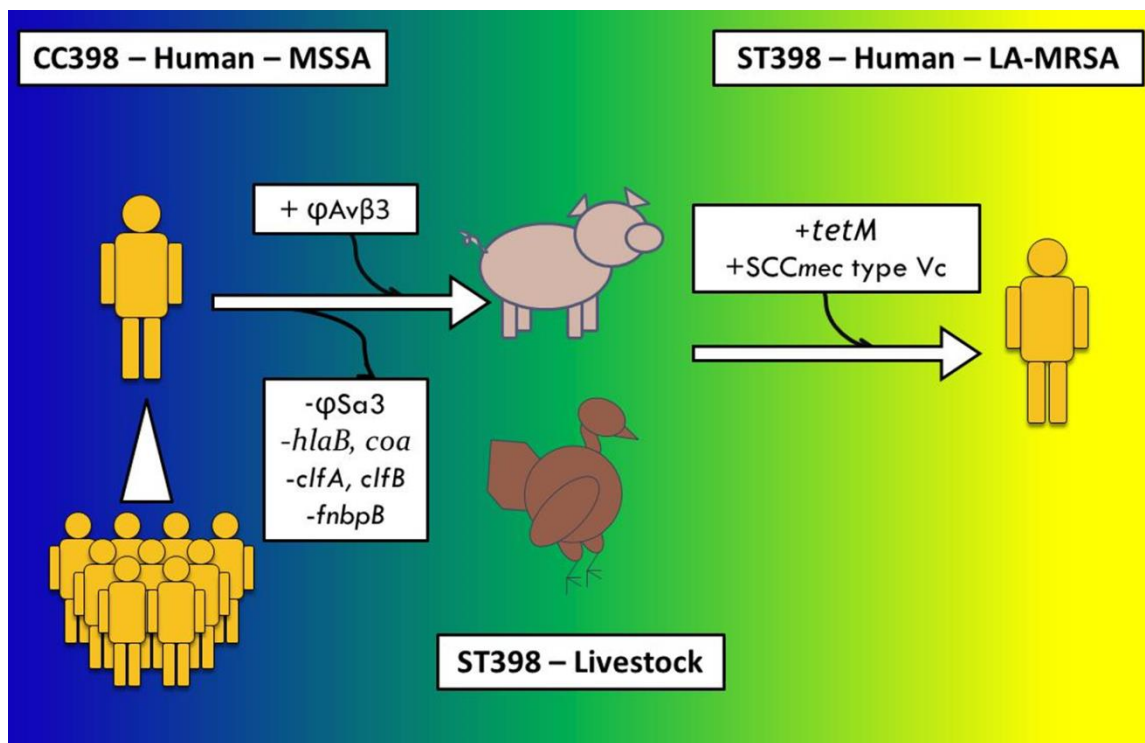 CC398 – Human – MSSA
ST398 – Human – LA-MRSA
+ φAvβ3
+tetM
+SCCmec type Vc
-φSa3
-hlaB, coa
-clfA, clfB
-fnbpB
ST398 – Livestock